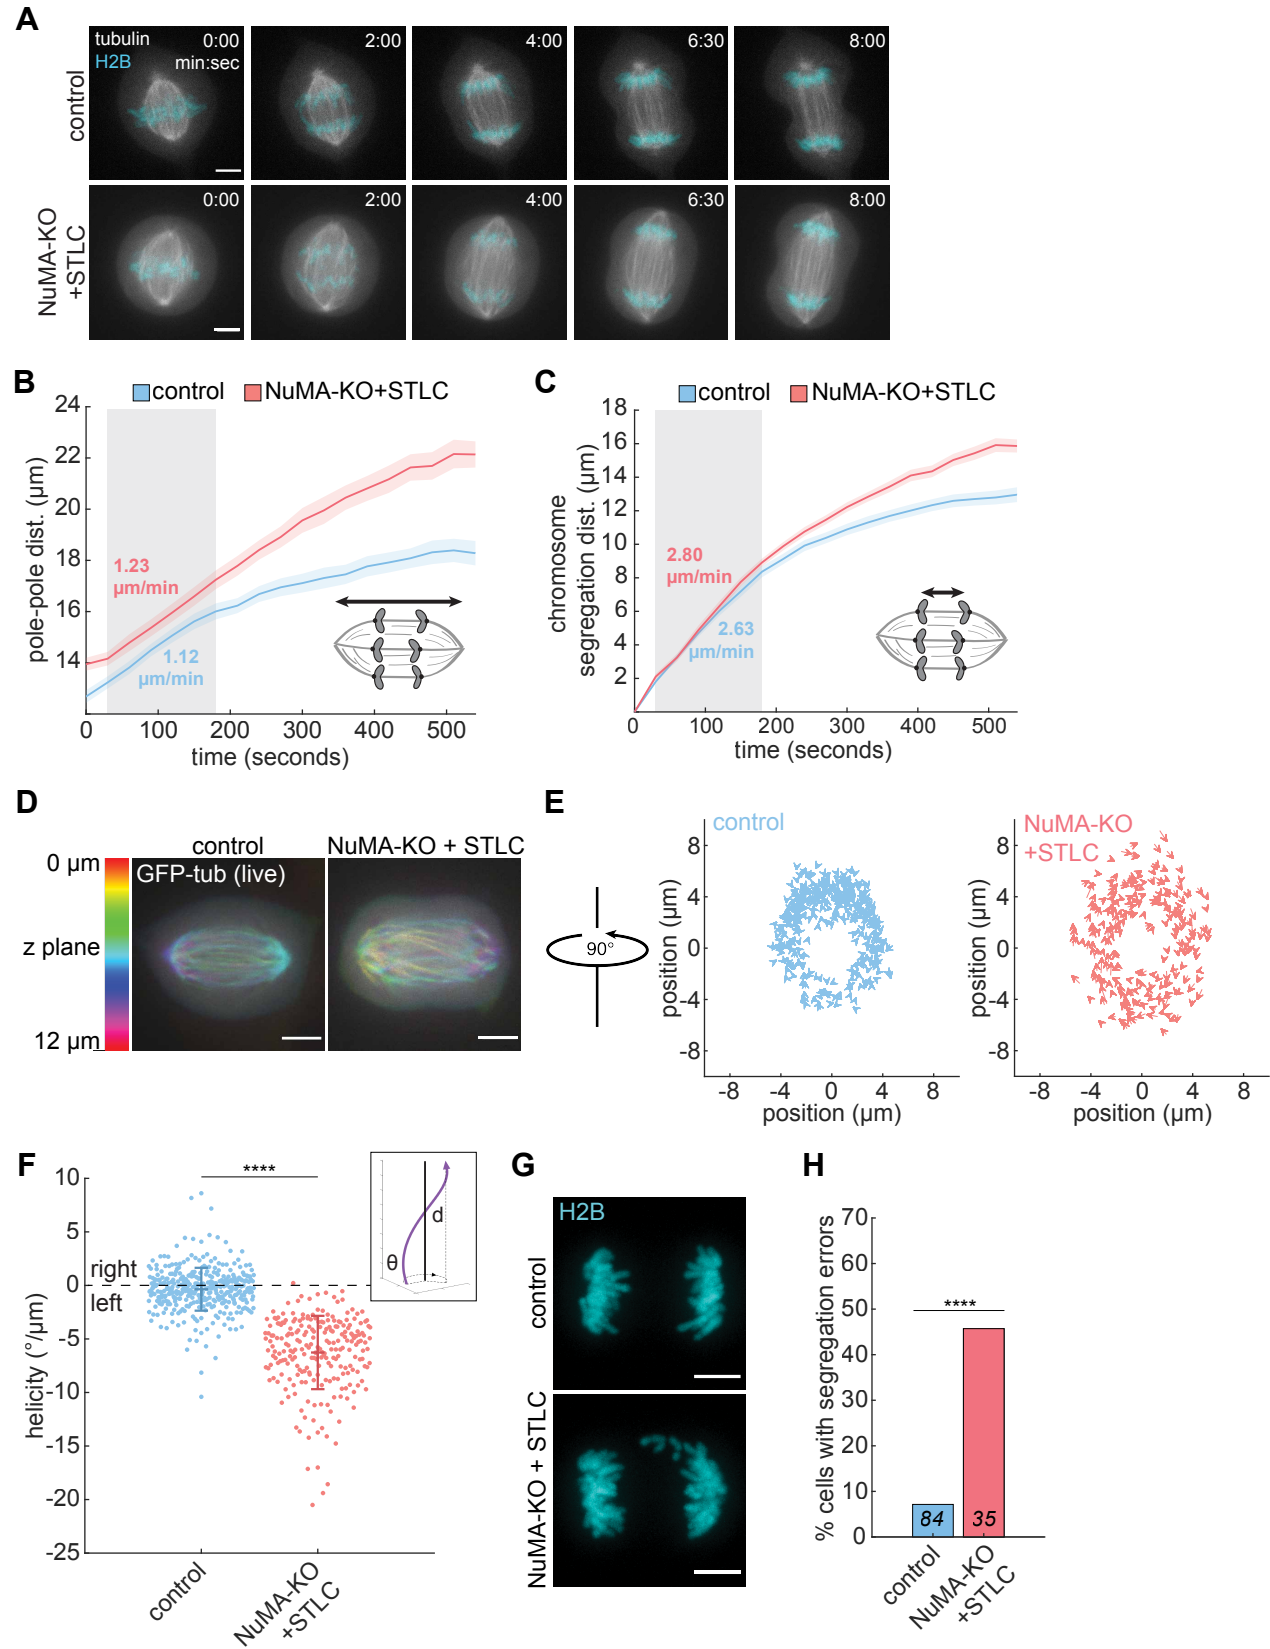 A
tubulin
H2B
0:00
min:sec
2:00
4:00
6:30
8:00
control
0:00
2:00
4:00
6:30
8:00
NuMA-KO
+STLC
B
control
NuMA-KO+STLC
24
22
20
18
16
14
pole-pole dist. (µm)
1.23
µm/min
1.12
µm/min
0
100
200
300
400
500
time (seconds)
C
control
NuMA-KO+STLC
18
16
14
12
10
8
6
4
2
chromosome
segregation dist. (µm)
2.80
µm/min
2.63
µm/min
0
100
200
300
400
500
time (seconds)
D
control
NuMA-KO + STLC
0 µm
z plane
12 µm
GFP-tub (live)
90°
E
control
8
4
0
-4
-8
position (µm)
-8
-4
0
4
8
position (µm)
NuMA-KO
+STLC
8
4
0
-4
-8
position (µm)
-8
-4
0
4
8
position (µm)
F
****
10
5
0
-5
-10
-15
-20
-25
helicity (°/µm)
right
left
θ
d
control
NuMA-KO
+STLC
G
H2B
control
NuMA-KO + STLC
H
70
60
50
40
30
20
10
0
% cells with segregation errors
****
84
35
control
NuMA-KO
+STLC